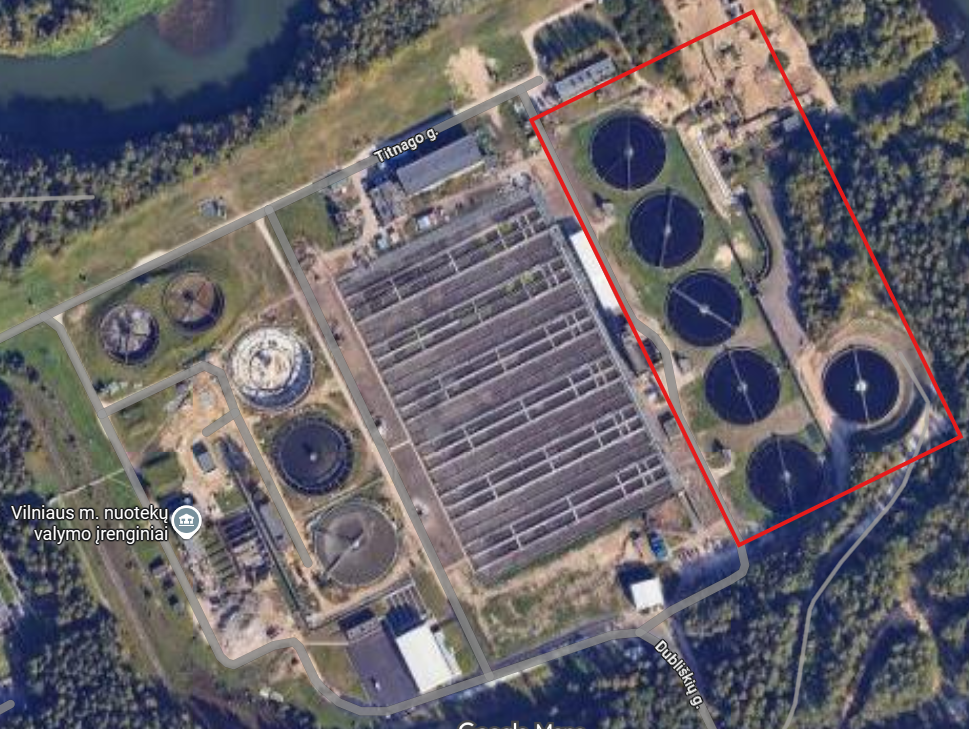 Titnago g.
Vilniaus m. nuotekų
valymo įrenginiai
Dubliškių g.